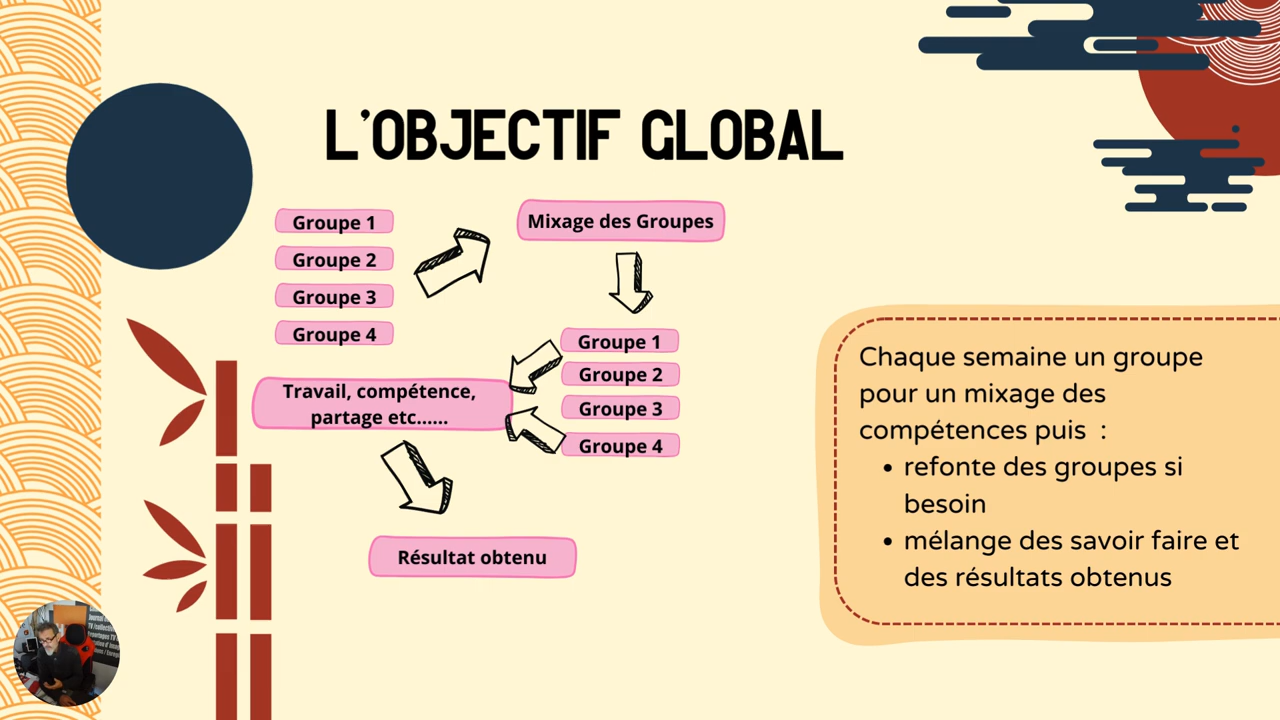 L'OBJECTIF GLOBAL
Groupe 1
Groupe 2
Groupe 3
Groupe 4
Mixage des Groupes
Groupe 1
Groupe 2
Groupe 3
Groupe 4
Travail, compétence,
partage etc......
Résultat obtenu
Chaque semaine un groupe
pour un mixage des
compétences puis :
• refonte des groupes si
besoin
• mélange des savoir faire et
des résultats obtenus